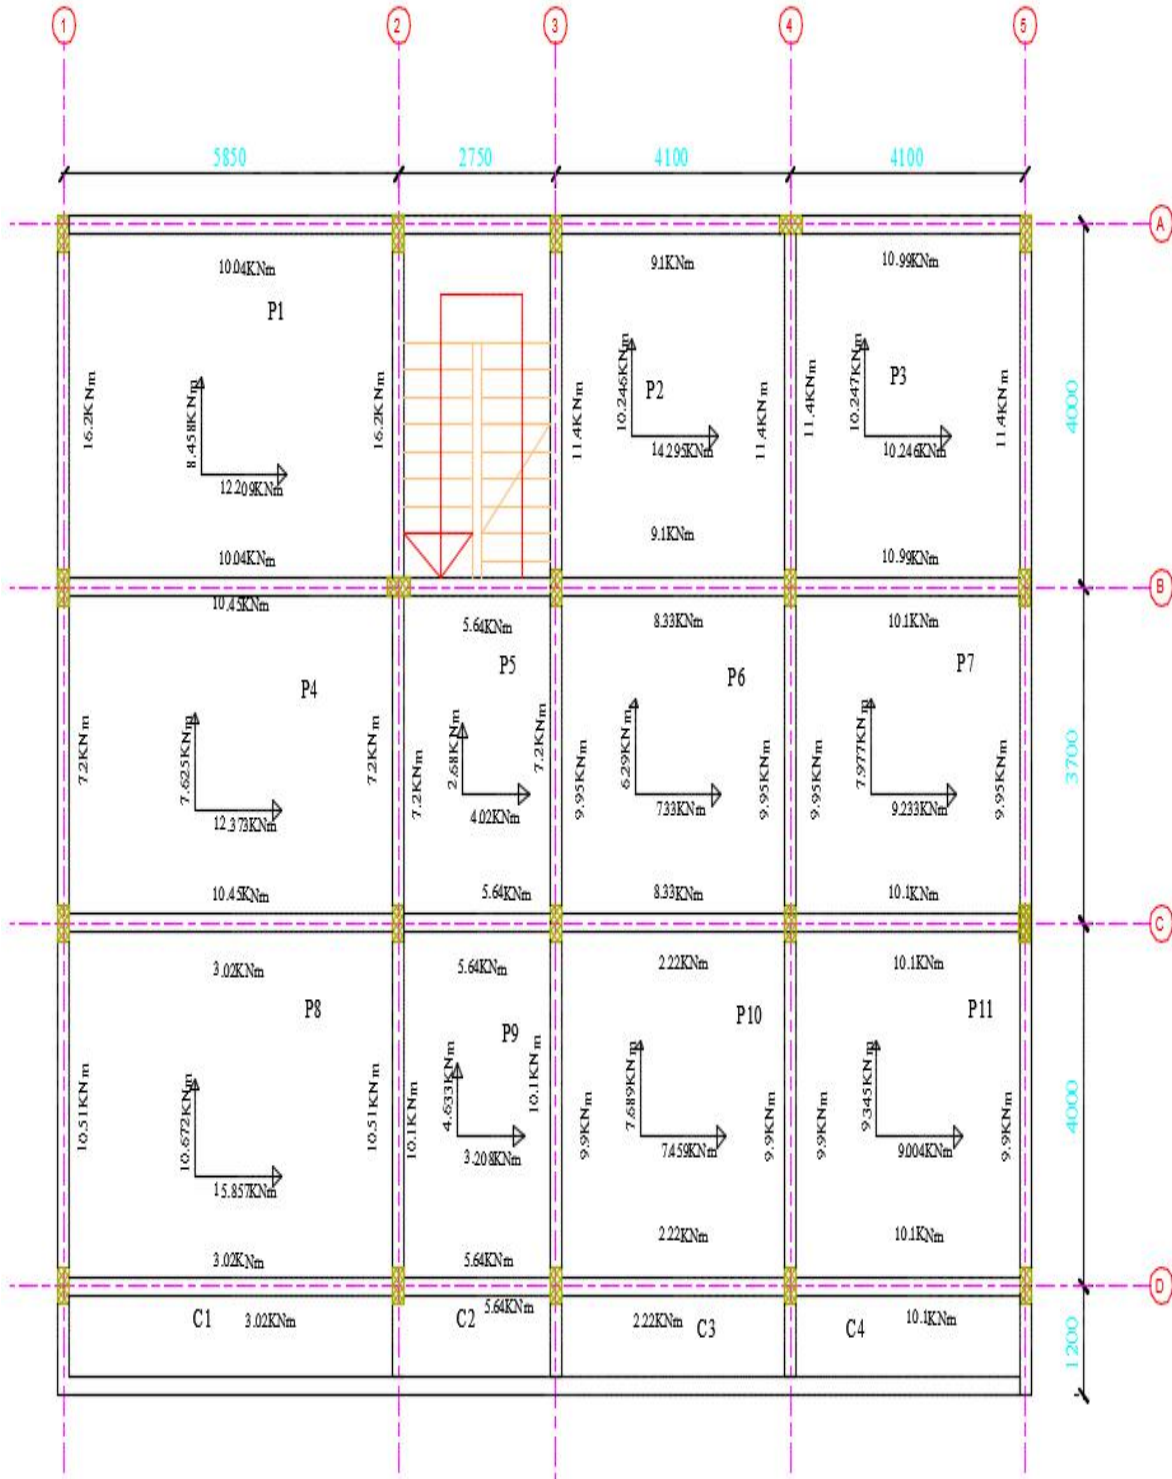 1 2 3 4 5
5850 2750 4100 4100
A
10.04KNm 9.1KNm 10.99KNm
P1
16.2KNm 8.458KNm 12.209KNm 16.2KNm
11.4KNm 10.246KNm P2 14.295KNm 11.4KNm
11.4KNm 10.247KNm P3 10.246KNm 11.4KNm
4000
10.04KNm 9.1KNm 10.99KNm
B
10.45KNm 5.64KNm 8.33KNm 10.1KNm
P4 P5 P6 P7
7.2KNm 7.625KNm 12.373KNm 7.2KNm
7.2KNm 2.68KNm 4.02KNm 7.2KNm
9.95KNm 6.29KNm 7.33KNm 9.95KNm
9.95KNm 7.977KNm 9.233KNm 9.95KNm
3700
10.45KNm 5.64KNm 8.33KNm 10.1KNm
C
3.02KNm 5.64KNm 2.22KNm 10.1KNm
P8 P9 P10 P11
10.51KNm 10.672KNm 15.857KNm 10.51KNm
10.1KNm 4.633KNm 3.208KNm 10.1KNm
9.9KNm 7.689KNm 7.459KNm 9.9KNm
9.9KNm 9.345KNm 9.004KNm 9.9KNm
4000
3.02KNm 5.64KNm 2.22KNm 10.1KNm
D
C1 3.02KNm C2 5.64KNm 2.22KNm C3 C4 10.1KNm
1200